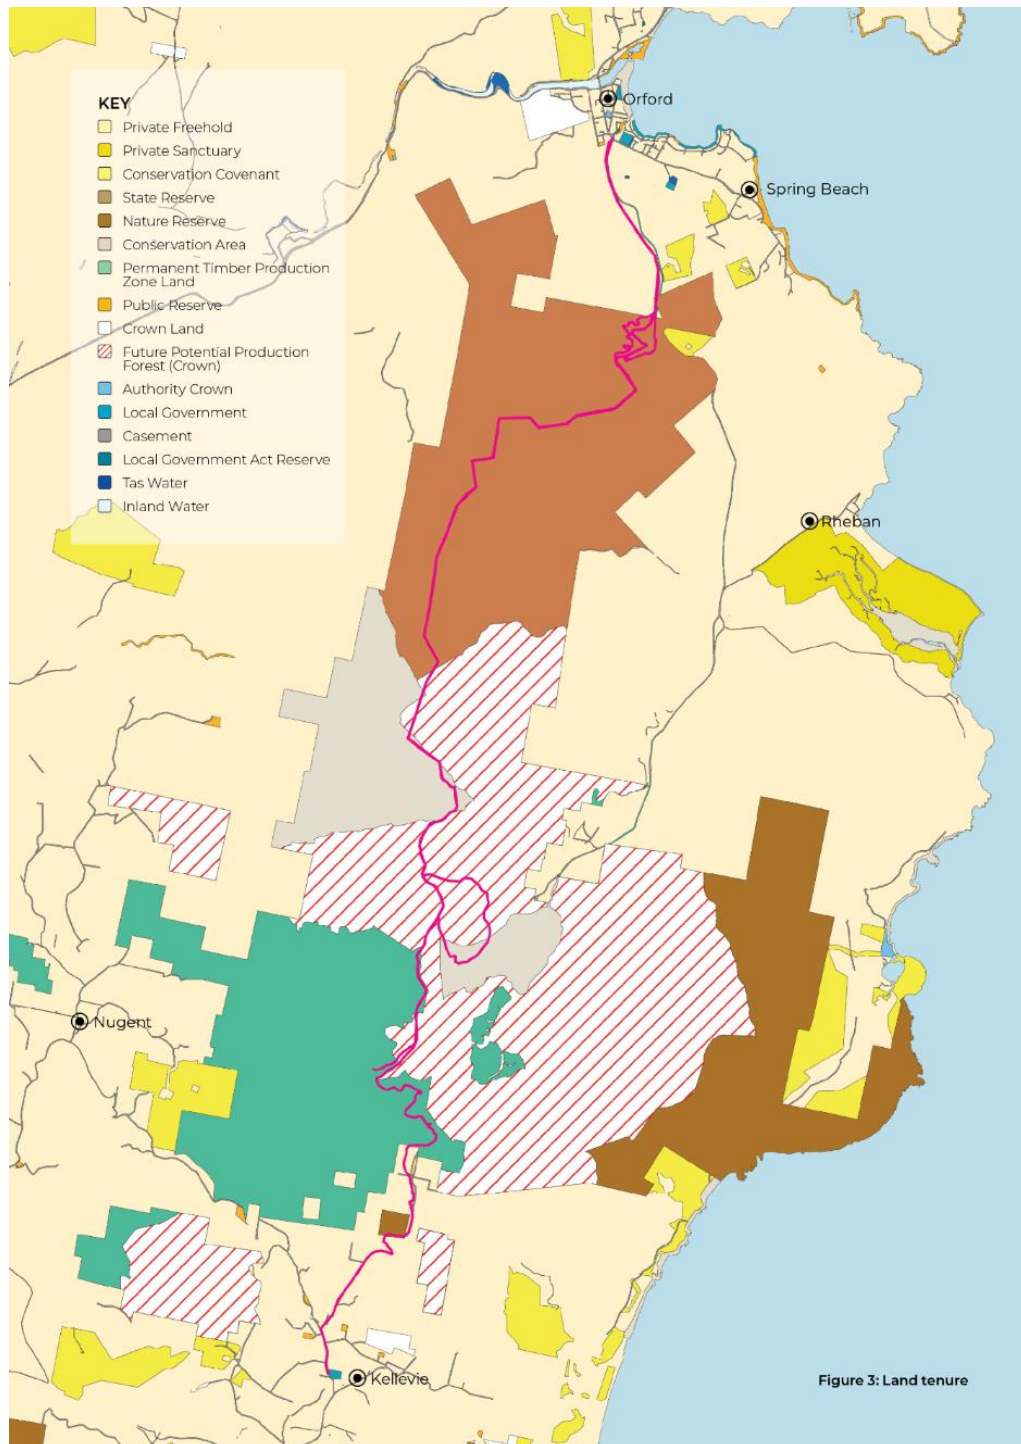 KEY
Private Freehold
Private Sanctuary
Conservation Covenant
State Reserve
Nature Reserve
Conservation Area
Permanent Timber Production
Zone Land
Public Reserve
Crown Land
Future Potential Production
Forest (Crown)
Authority Crown
Local Government
Casement
Local Government Act Reserve
Tas Water
Inland Water
Orford
Spring Beach
Rheban
Nugent
Kellevie
Figure 3: Land tenure